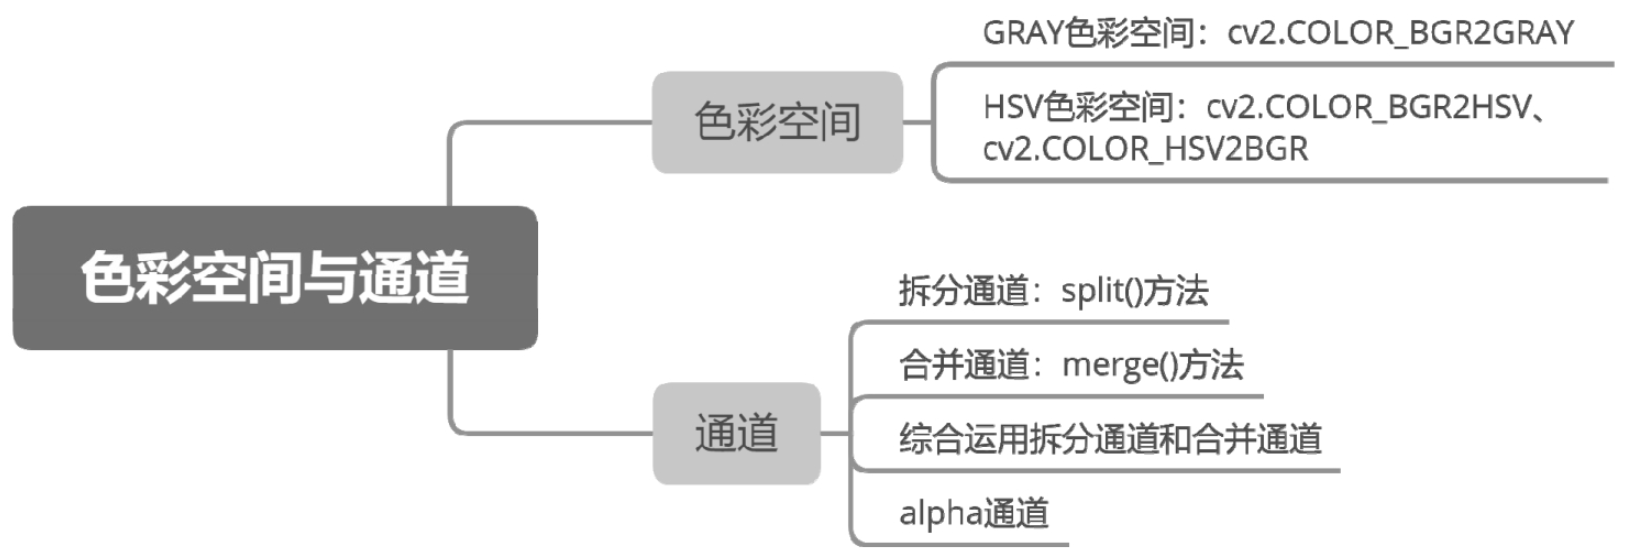 色彩空间与通道
色彩空间
GRAY色彩空间：cv2.COLOR_BGR2GRAY
HSV色彩空间：cv2.COLOR_BGR2HSV、
cv2.COLOR_HSV2BGR
通道
拆分通道：split()方法
合并通道：merge()方法
综合运用拆分通道和合并通道
alpha通道